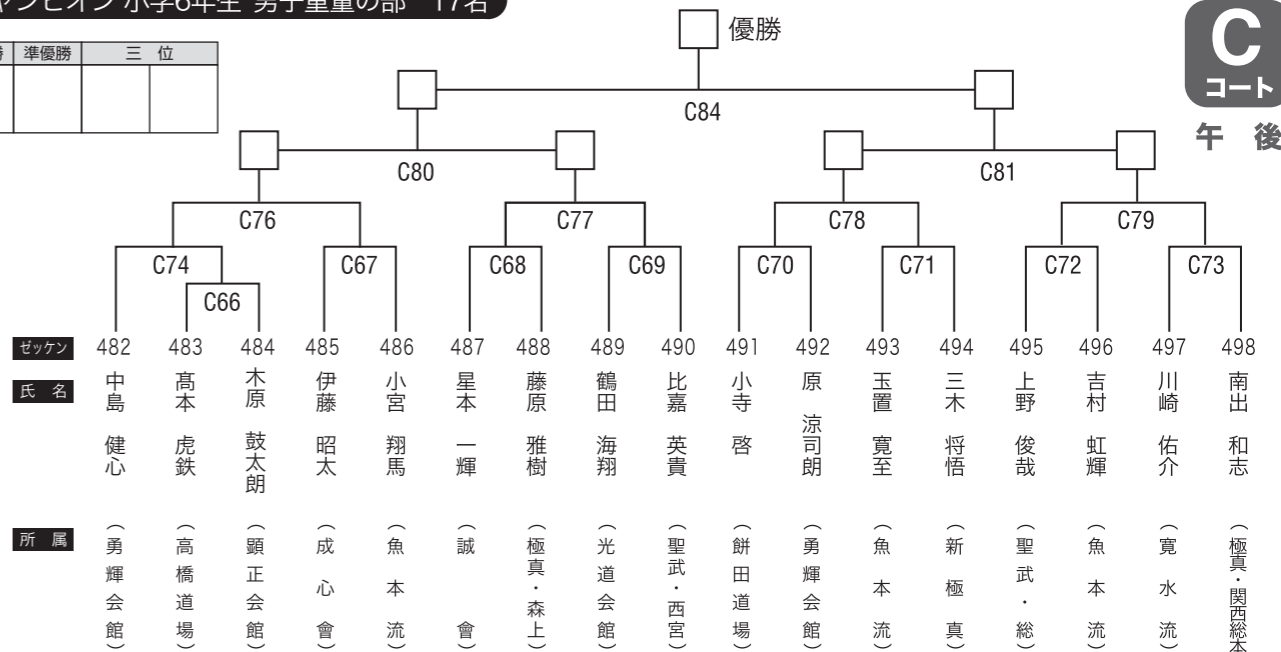 ャンピオン 小学6年生 男子重量の部 17名
勝 準優勝 三 位
優勝
C
コート
午 後
C84
C80 C81
C76 C77 C78 C79
C74 C67 C68 C69 C70 C71 C72 C73
C66
ゼッケン 482 483 484 485 486 487 488 489 490 491 492 493 494 495 496 497 498
氏 名
中島 健心
髙本 虎鉄
木原 鼓太朗
伊藤 昭太
小宮 翔馬
星本 一輝
藤原 雅樹
鶴田 海翔
比嘉 英貴
小寺 啓
原 涼司朗
玉置 寛至
三木 将悟
上野 俊哉
吉村 虹輝
川崎 佑介
南出 和志
所 属
(勇輝会館)
(高橋道場)
(顕正会館)
(成心會)
(魚本流)
(誠會)
(極真・森上)
(光道会館)
(聖武・西宮)
(餅田道場)
(勇輝会館)
(魚本流)
(新極真)
(聖武・総)
(魚本流)
(寛水流)
(極真・関西総本